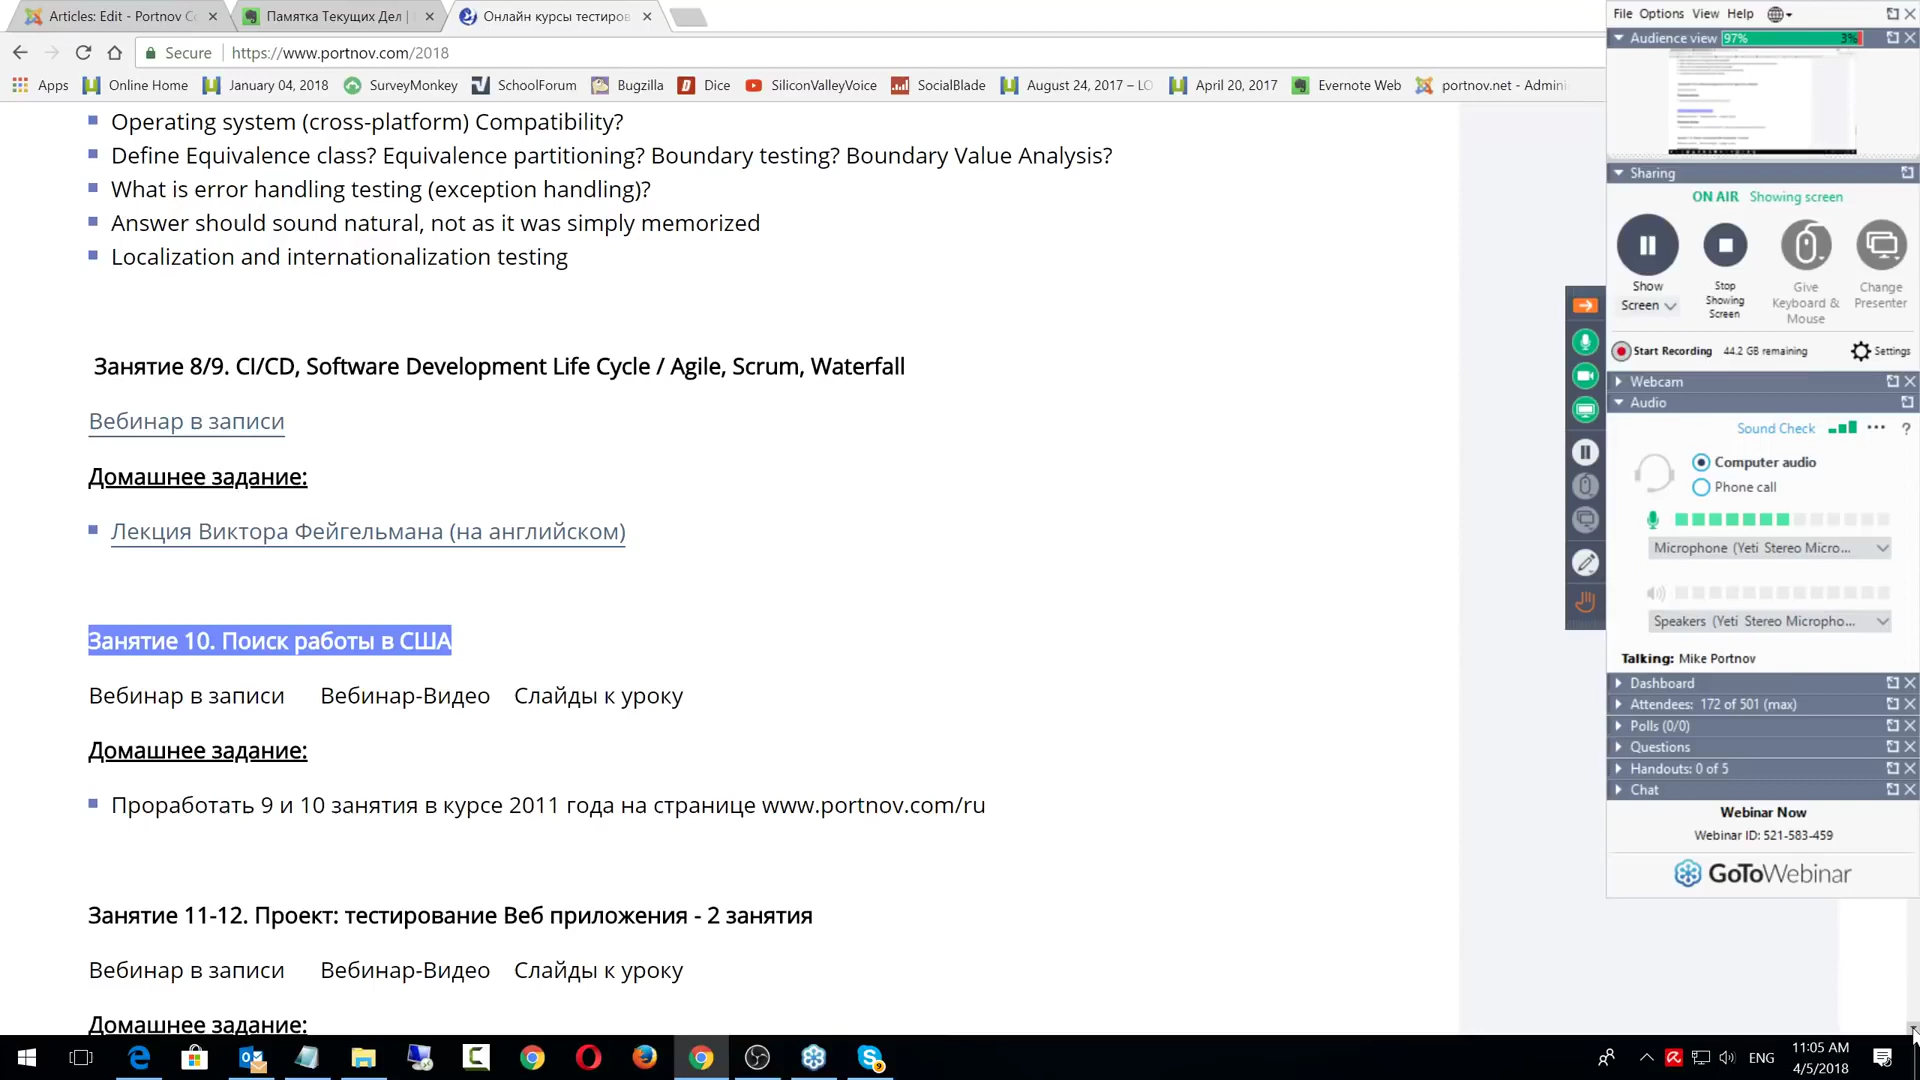 Articles: Edit - Portnov C
Памятка Текущих Дел |
Онлайн курсы тестиров
Secure
https://www.portnov.com/2018
Apps
Online Home
January 04, 2018
SurveyMonkey
SchoolForum
Bugzilla
Dice
SiliconValleyVoice
SocialBlade
August 24, 2017 – LO
April 20, 2017
Evernote Web
portnov.net - Admini
Operating system (cross-platform) Compatibility?
Define Equivalence class? Equivalence partitioning? Boundary testing? Boundary Value Analysis?
What is error handling testing (exception handling)?
Answer should sound natural, not as it was simply memorized
Localization and internationalization testing
Занятие 8/9. CI/CD, Software Development Life Cycle / Agile, Scrum, Waterfall
Вебинар в записи
Домашнее задание:
Лекция Виктора Фейгельмана (на английском)
Занятие 10. Поиск работы в США
Вебинар в записи Вебинар-Видео Слайды к уроку
Домашнее задание:
Проработать 9 и 10 занятия в курсе 2011 года на странице www.portnov.com/ru
Занятие 11-12. Проект: тестирование Веб приложения - 2 занятия
Вебинар в записи Вебинар-Видео Слайды к уроку
Домашнее задание:
File Options View Help
Audience view 97% 3%
Sharing
ON AIR Showing screen
Show
Screen
Stop
Showing
Screen
Give
Keyboard &
Mouse
Change
Presenter
Start Recording 44.2 GB remaining Settings
Webcam
Audio
Sound Check ?
Computer audio
Phone call
Microphone (Yeti Stereo Micro...
Speakers (Yeti Stereo Micropho...
Talking: Mike Portnov
Dashboard
Attendees: 172 of 501 (max)
Polls (0/0)
Questions
Handouts: 0 of 5
Chat
Webinar Now
Webinar ID: 521-583-459
GoToWebinar
9
ENG
11:05 AM
4/5/2018